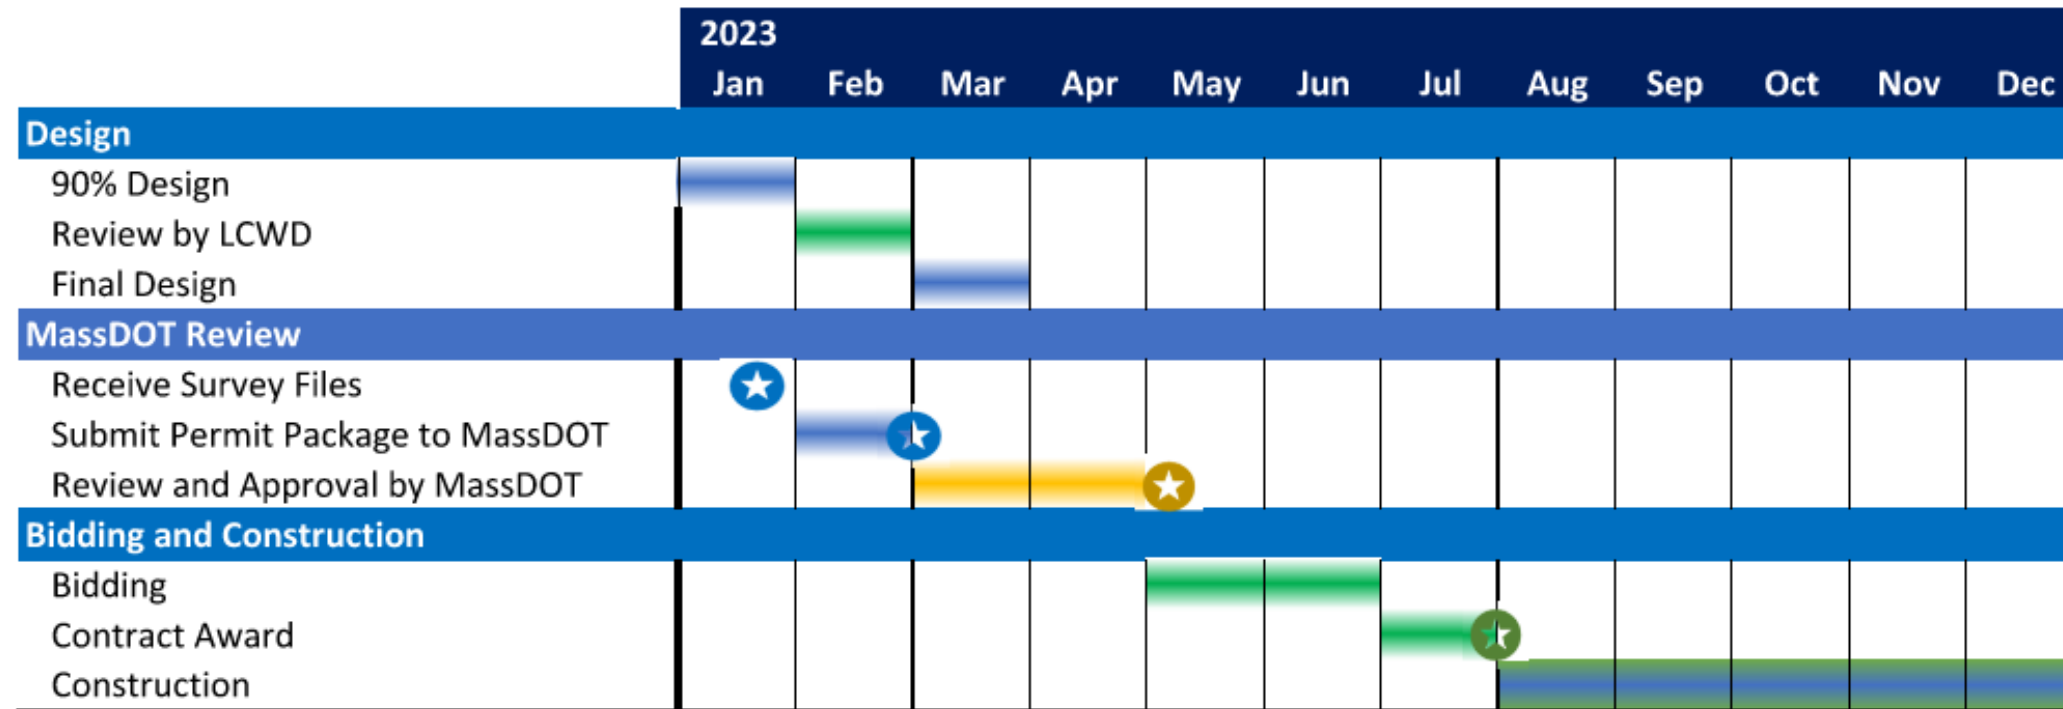 2023
Jan Feb Mar Apr May Jun Jul Aug Sep Oct Nov Dec
Design
90% Design
Review by LCWD
Final Design
MassDOT Review
Receive Survey Files
Submit Permit Package to MassDOT
Review and Approval by MassDOT
Bidding and Construction
Bidding
Contract Award
Construction